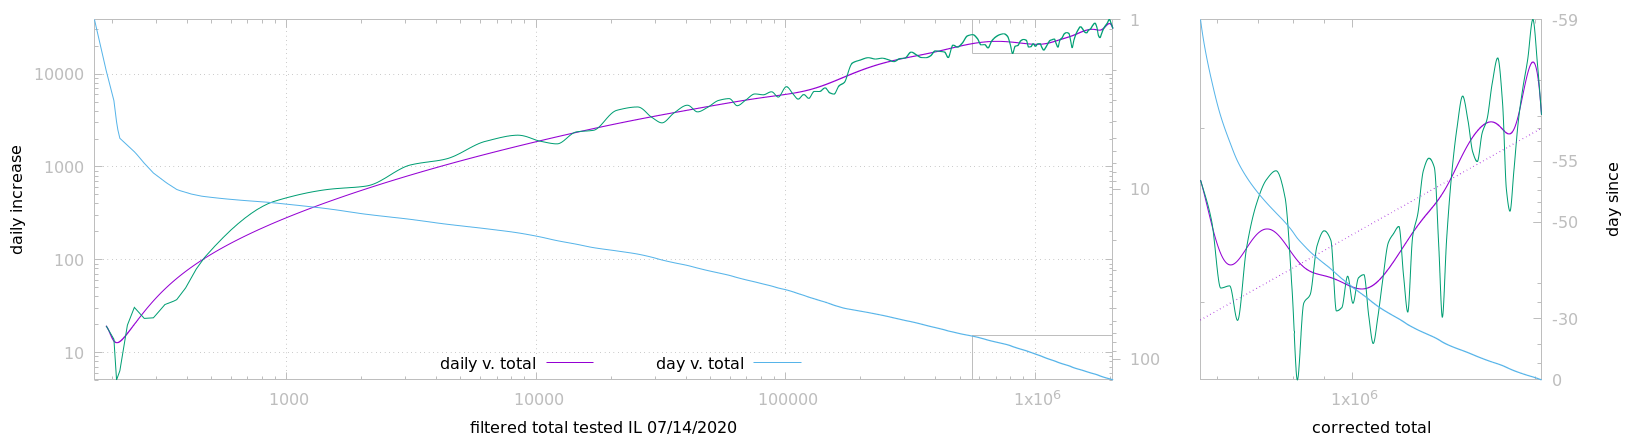 daily increase
10000
1000
100
10
1000
10000
100000
1x10^6
filtered total tested IL 07/14/2020
daily v. total
day v. total
1
10
100
-59
-55
-50
-30
0
day since
1x10^6
corrected total